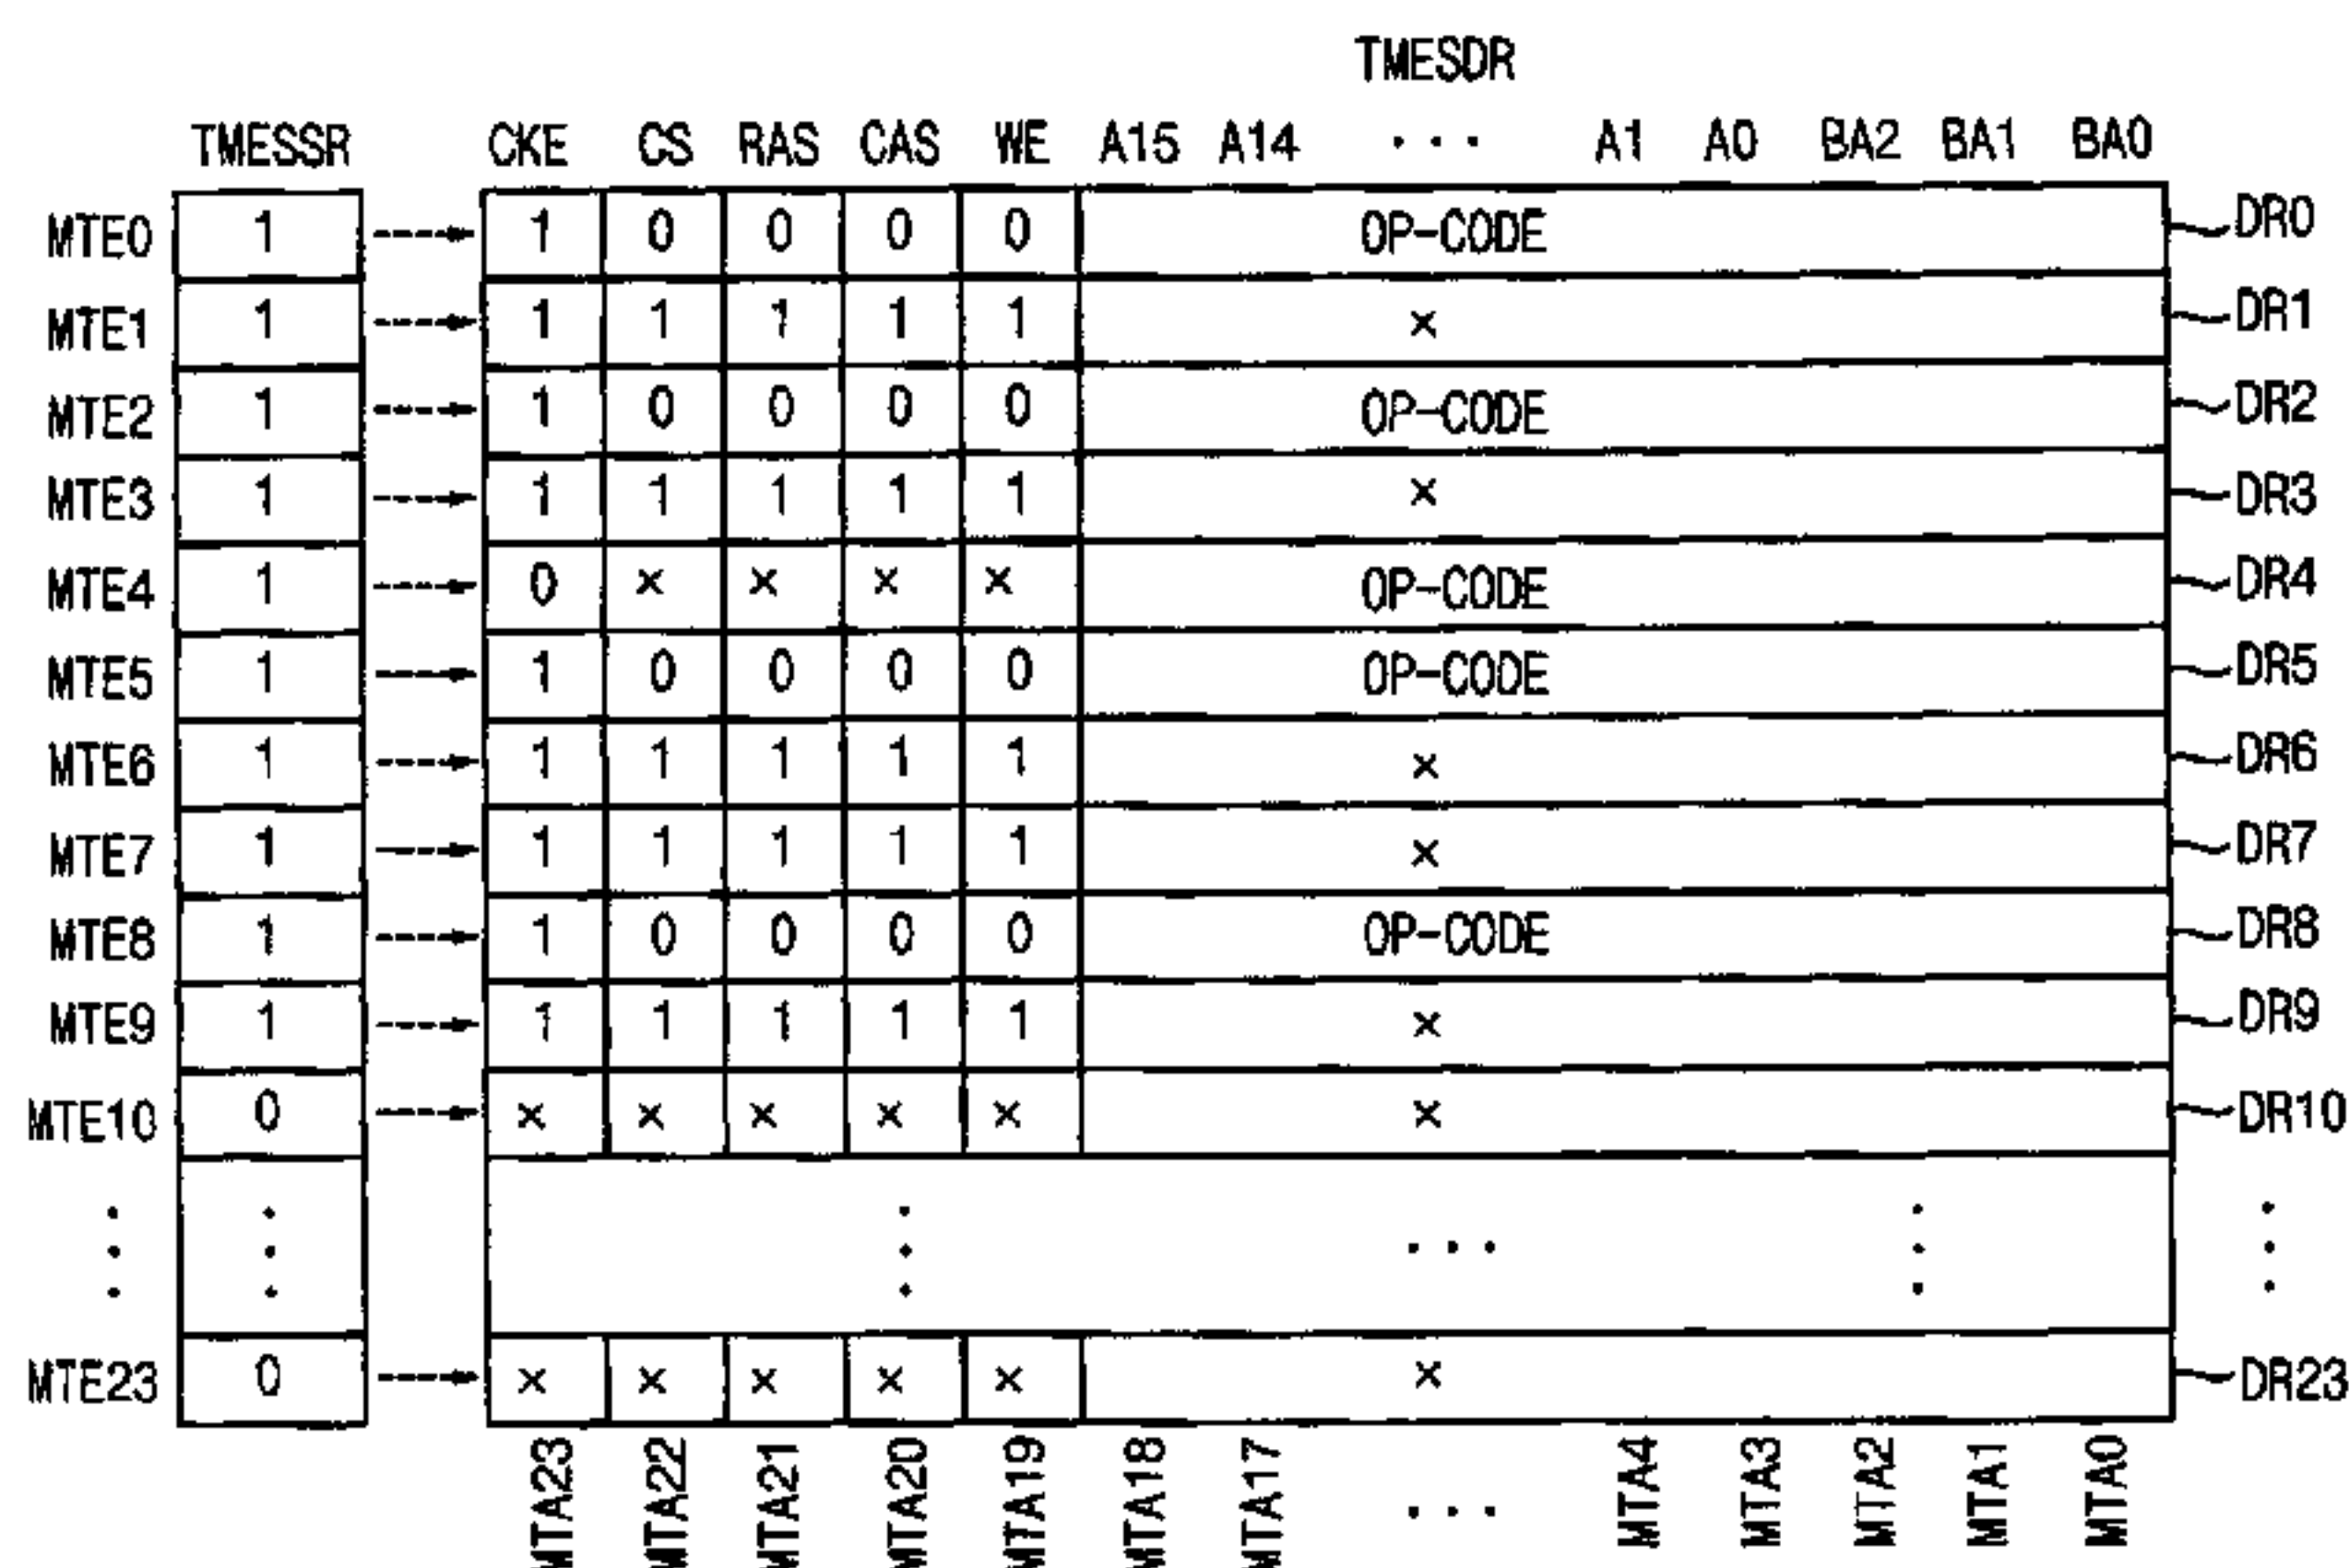 TMESDR
TMESSR CKE CS RAS CAS WE A15 A14 ··· A1 A0 BA2 BA1 BA0
MTE0 1 1 0 0 0 0 OP-CODE DR0
MTE1 1 1 1 1 1 1 × DR1
MTE2 1 1 0 0 0 0 OP-CODE DR2
MTE3 1 1 1 1 1 1 × DR3
MTE4 1 0 × × × × OP-CODE DR4
MTE5 1 1 0 0 0 0 OP-CODE DR5
MTE6 1 1 1 1 1 1 × DR6
MTE7 1 1 1 1 1 1 × DR7
MTE8 1 1 0 0 0 0 OP-CODE DR8
MTE9 1 1 1 1 1 1 × DR9
MTE10 0 × × × × × × DR10
···
MTE23 0 × × × × × × DR23
MTA23 MTA22 MTA21 MTA20 MTA19 MTA18 MTA17 ··· MTA4 MTA3 MTA2 MTA1 MTA0